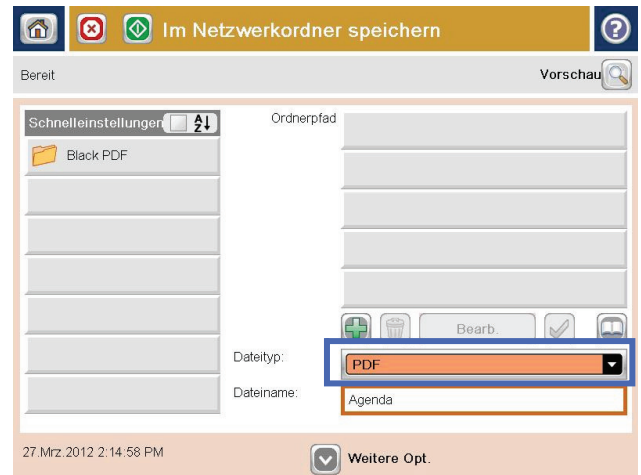 Im Netzwerkordner speichern
Bereit
Vorschau
Schnelleinstellungen
Ordnerpfad
Black PDF
Bearb.
Dateityp:
PDF
Dateiname:
Agenda
27.Mrz.2012 2:14:58 PM
Weitere Opt.